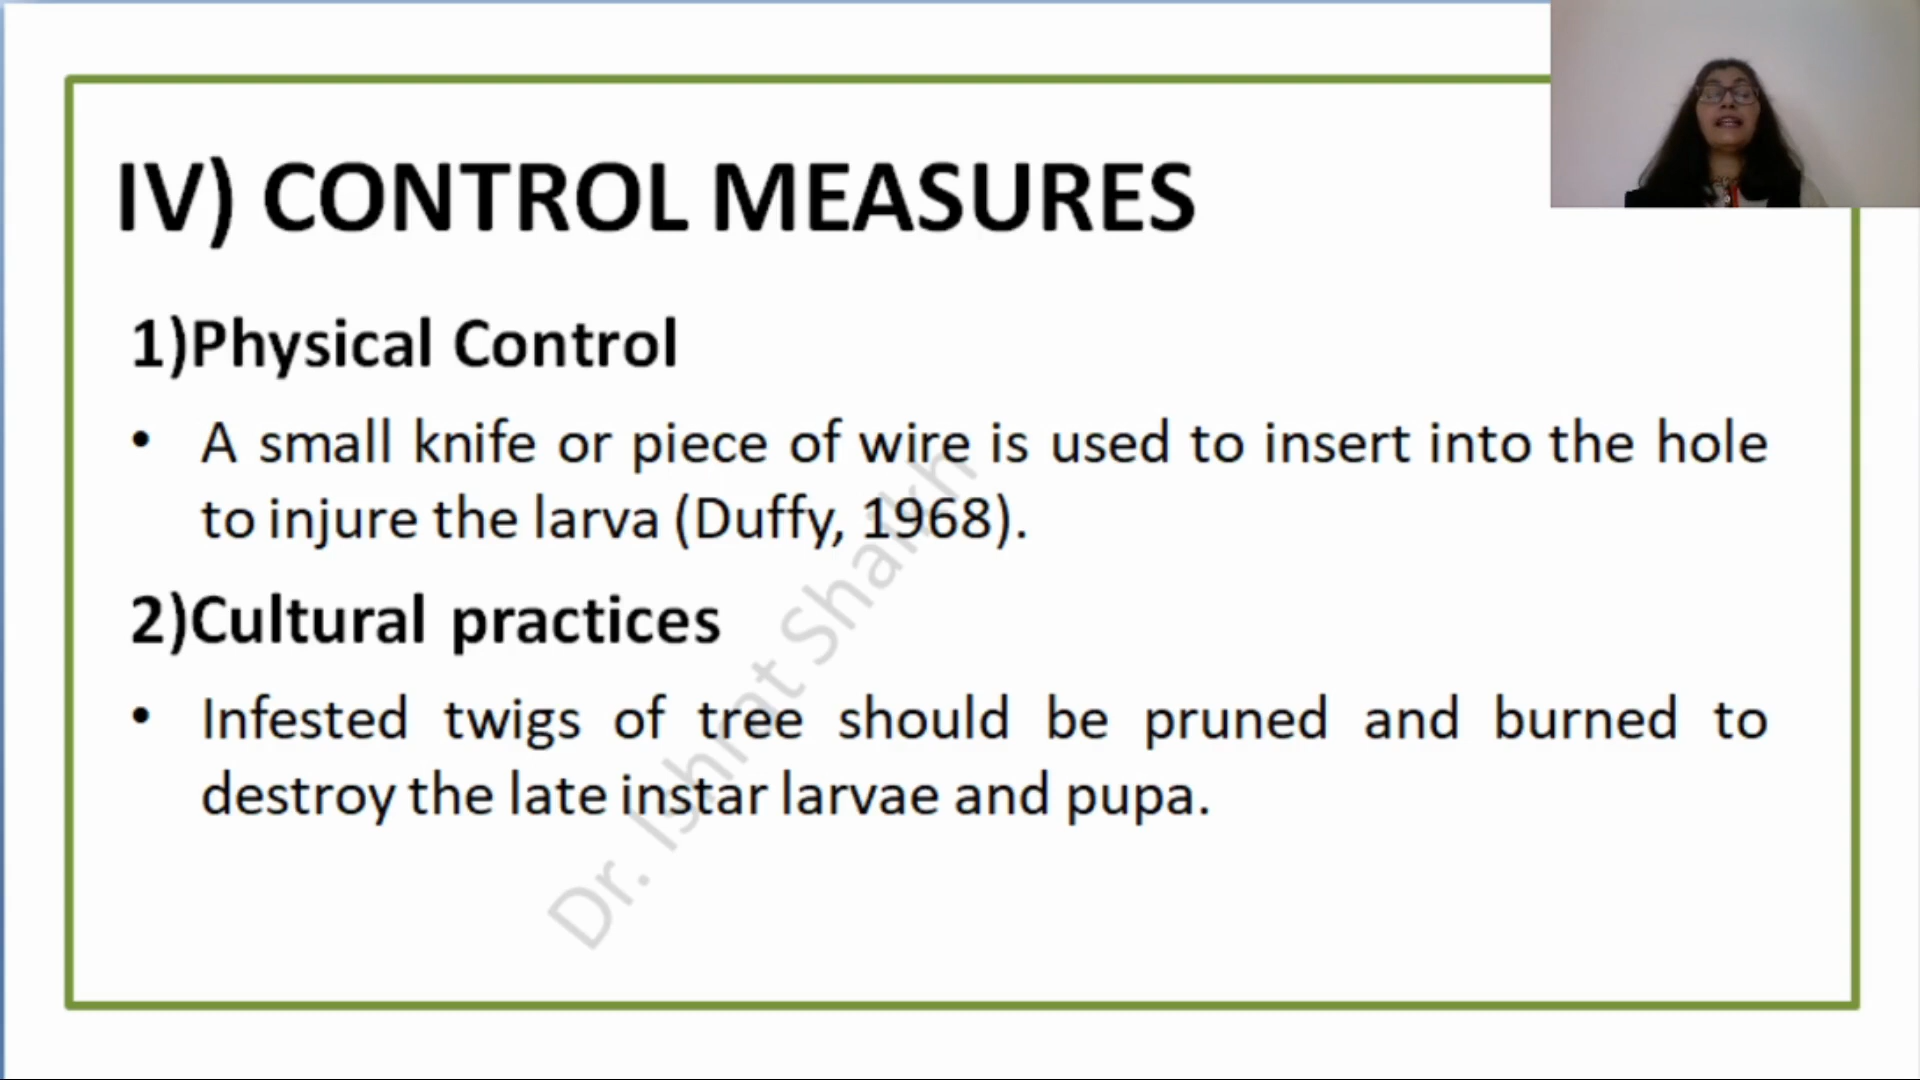 IV) CONTROL MEASURES
1)Physical Control
• A small knife or piece of wire is used to insert into the hole
to injure the larva (Duffy, 1968).
2)Cultural practices
• Infested twigs of tree should be pruned and burned to
destroy the late instar larvae and pupa.
Dr. Ishrat Shaikh